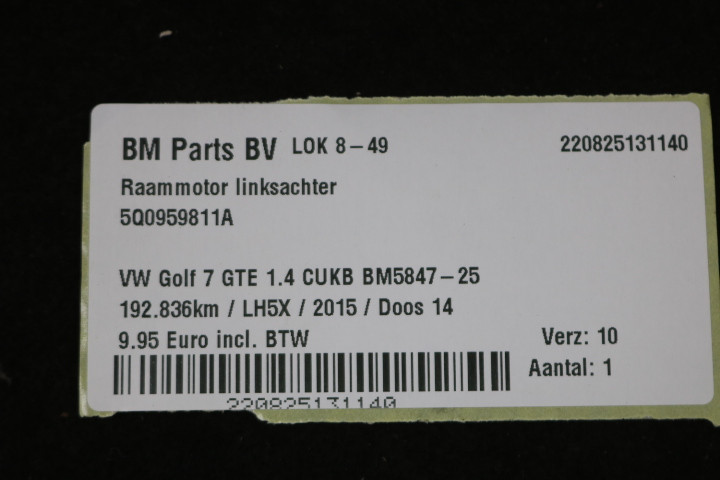 BM Parts BV LOK 8-49 220825131140
Raammotor linksachter
5Q0959811A
VW Golf 7 GTE 1.4 CUKB BM5847-25
192.836km / LH5X / 2015 / Doos 14
9.95 Euro incl. BTW Verz: 10
Aantal: 1
220825131140